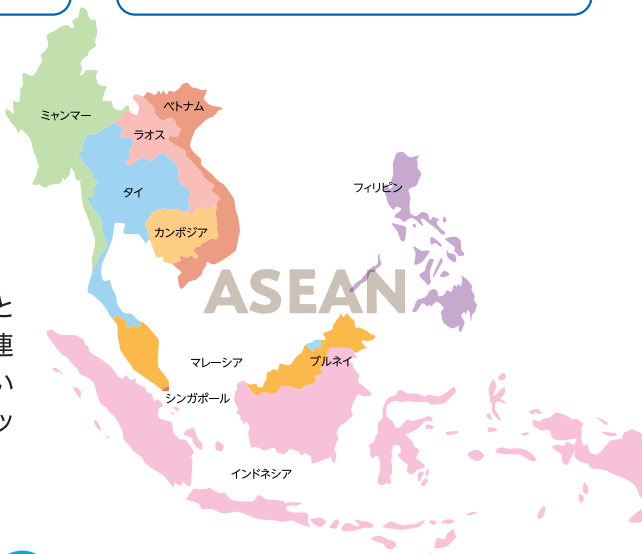 ミャンマー
ベトナム
ラオス
タイ
フィリピン
カンボジア
ASEAN
と
連
い
ッ
マレーシア
ブルネイ
シンガポール
インドネシア